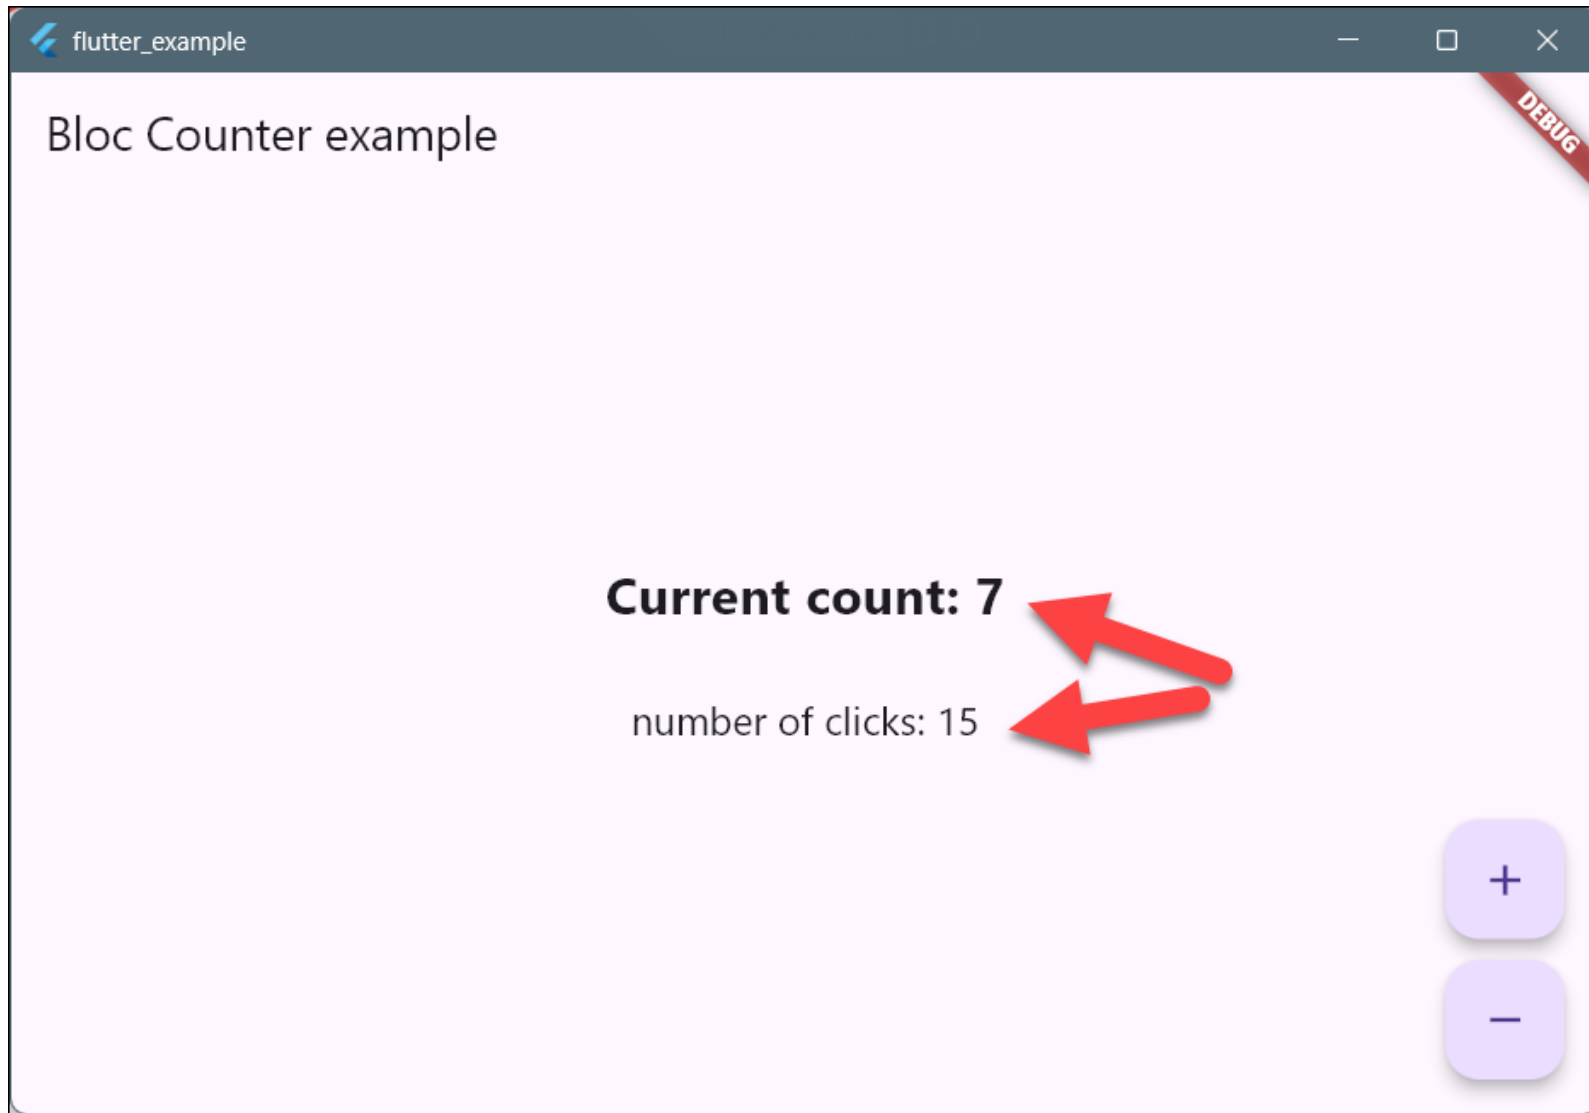 flutter_example
DEBUG
Bloc Counter example
Current count: 7
number of clicks: 15
+
−